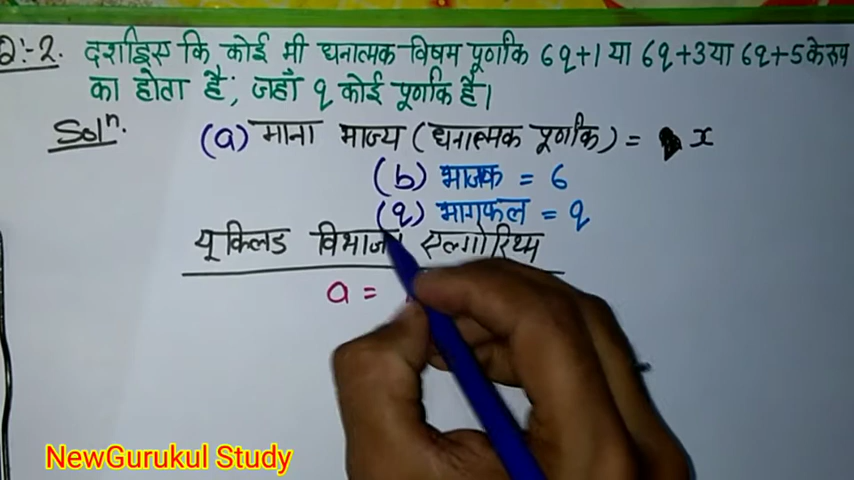 Q:-2. दर्शाइए कि कोई भी धनात्मक विषम पूर्णांक 6q+1 या 6q+3 या 6q+5 के रूप
का होता है; जहाँ q कोई पूर्णांक है।
Solⁿ. (a) माना भाज्य (धनात्मक पूर्णांक) = x
(b) भाजक = 6
(q) भागफल = q
यूक्लिड विभाजन एल्गोरिथ्म
a =
NewGurukul Study